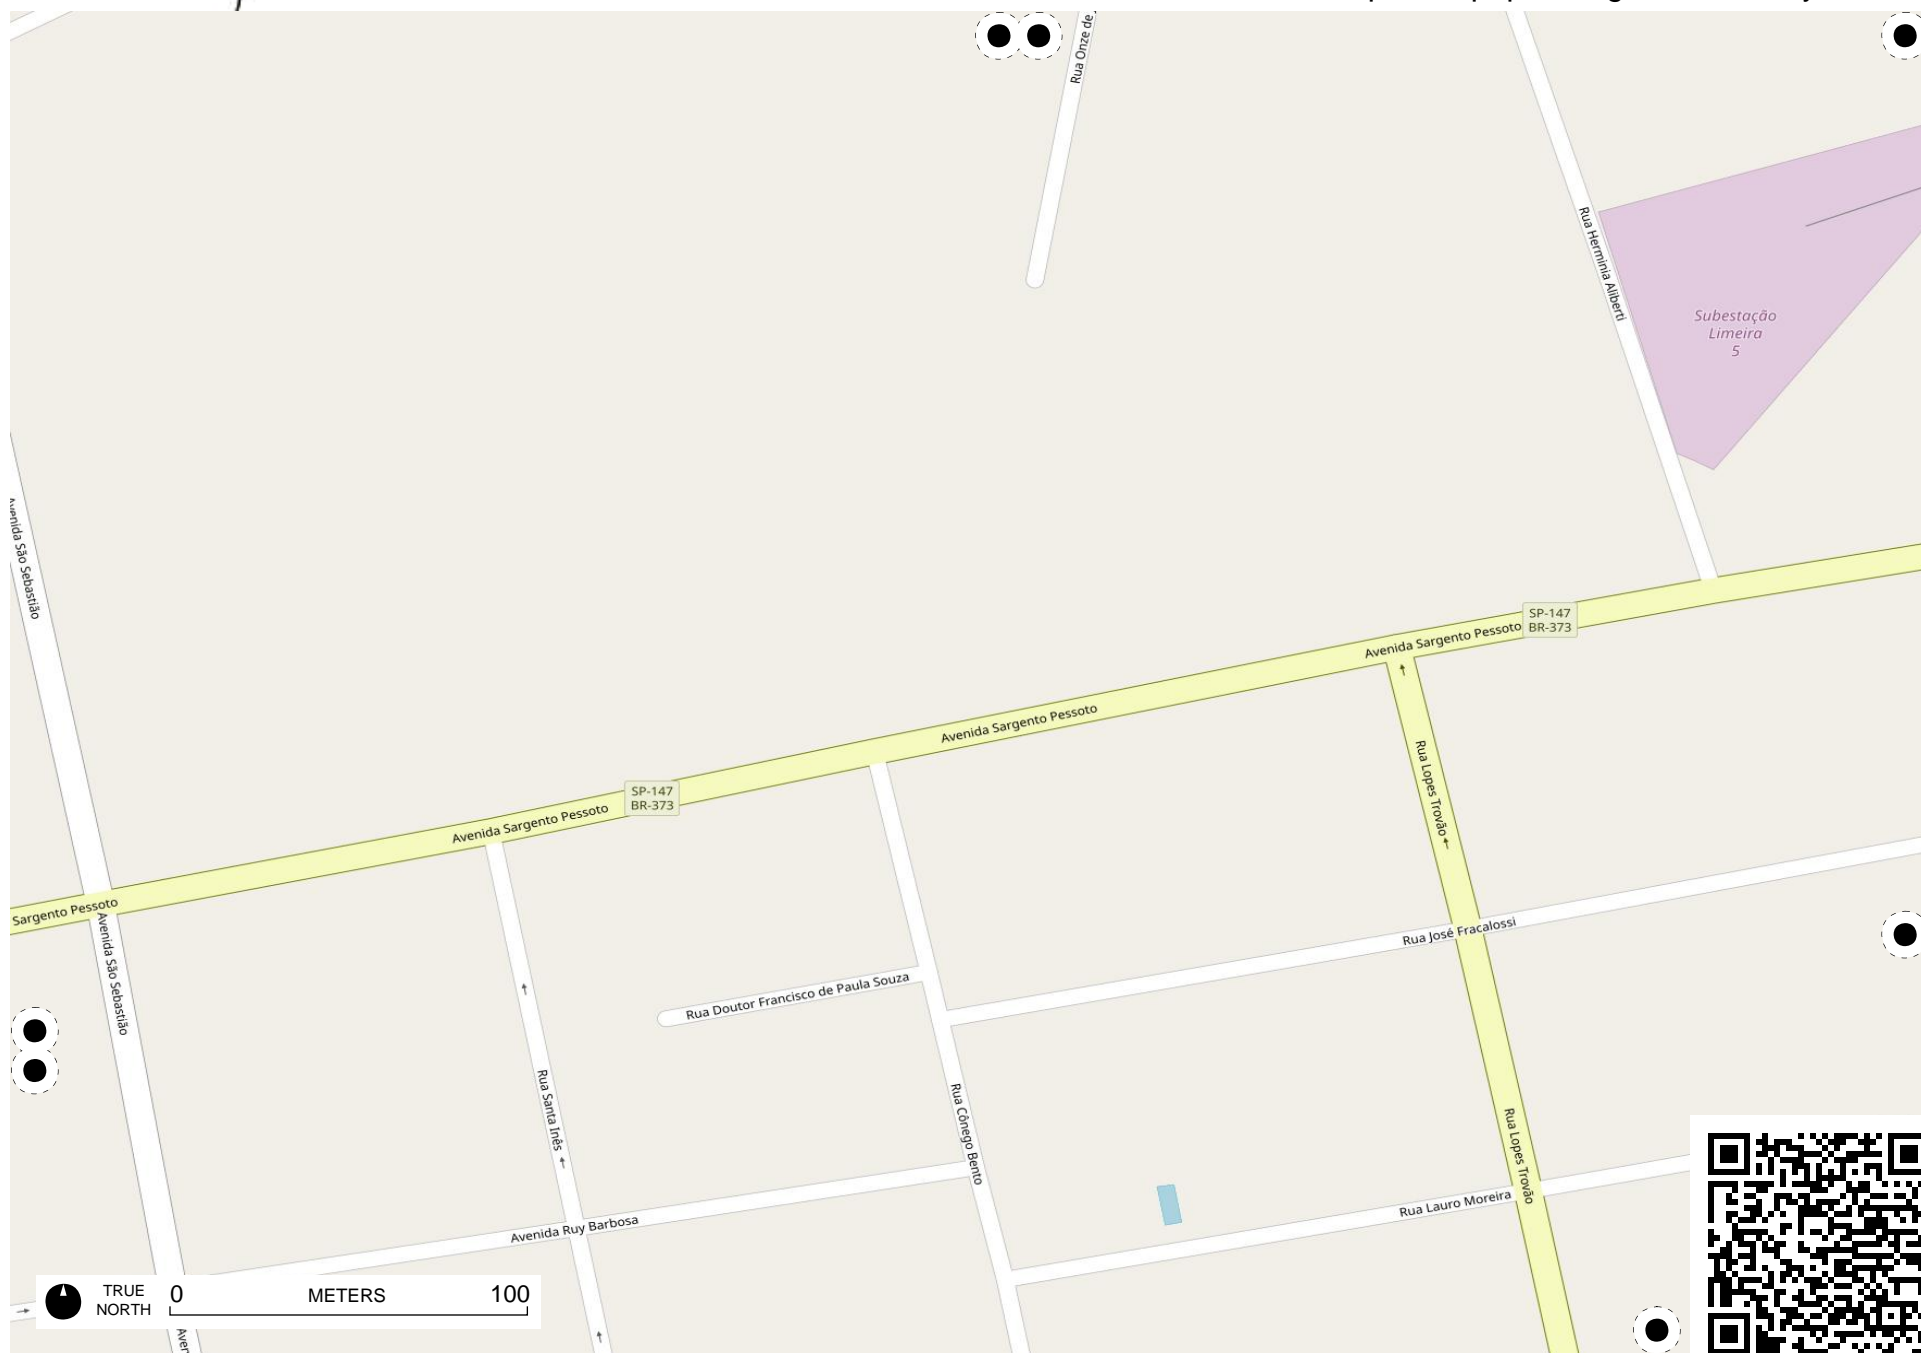 Rua Onze de
Rua Herminia Aliberti
Subestação
Limeira
5
Avenida São Sebastião
SP-147
BR-373
Avenida Sargento Pessoto
Avenida Sargento Pessoto
Rua Lopes Trovão
SP-147
BR-373
Avenida Sargento Pessoto
Sargento Pessoto
Avenida São Sebastião
Rua José Fracalossi
Rua Doutor Francisco de Paula Souza
Rua Santa Inês
Rua Cônego Bento
Rua Lopes Trovão
Rua Lauro Moreira
Avenida Ruy Barbosa
TRUE
NORTH
0 METERS 100